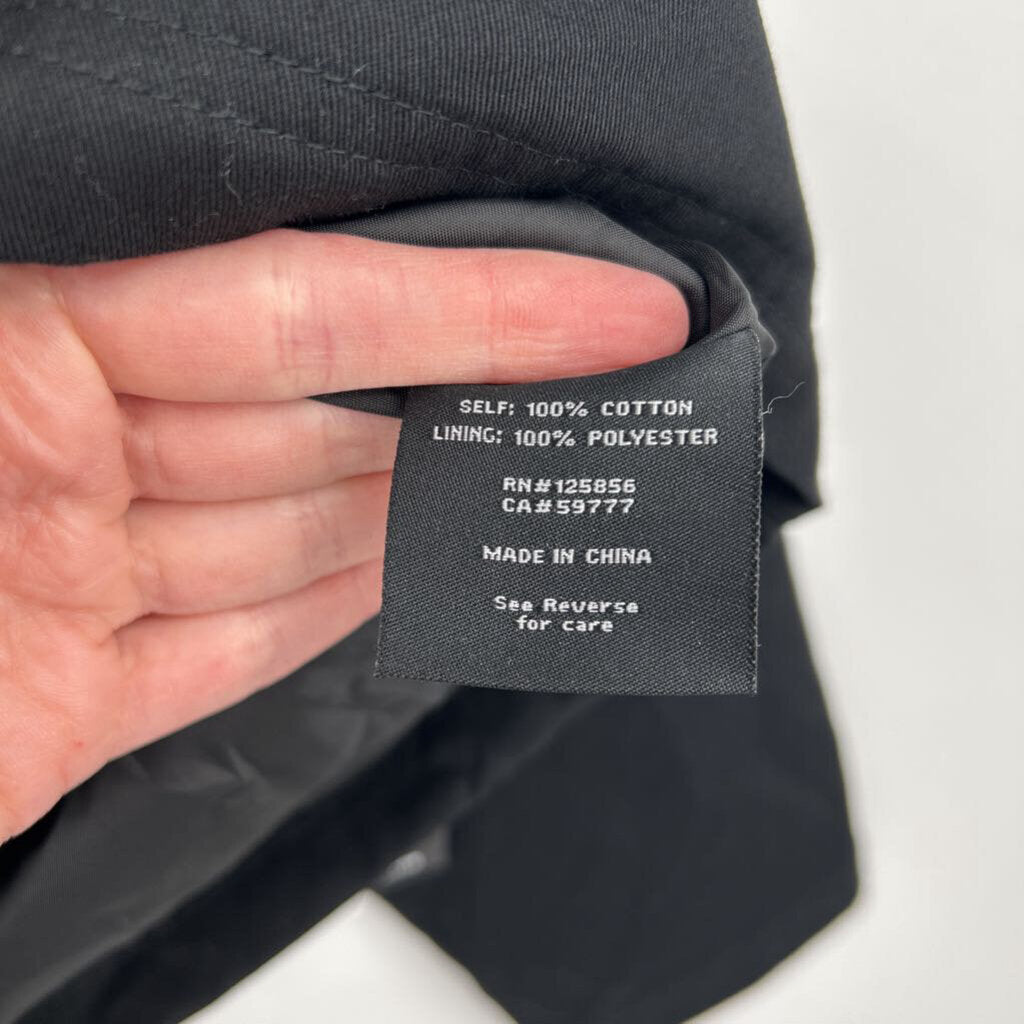 SELF: 100% COTTON
LINING: 100% POLYESTER
RN#125856
CA#59777
MADE IN CHINA
See Reverse
for care